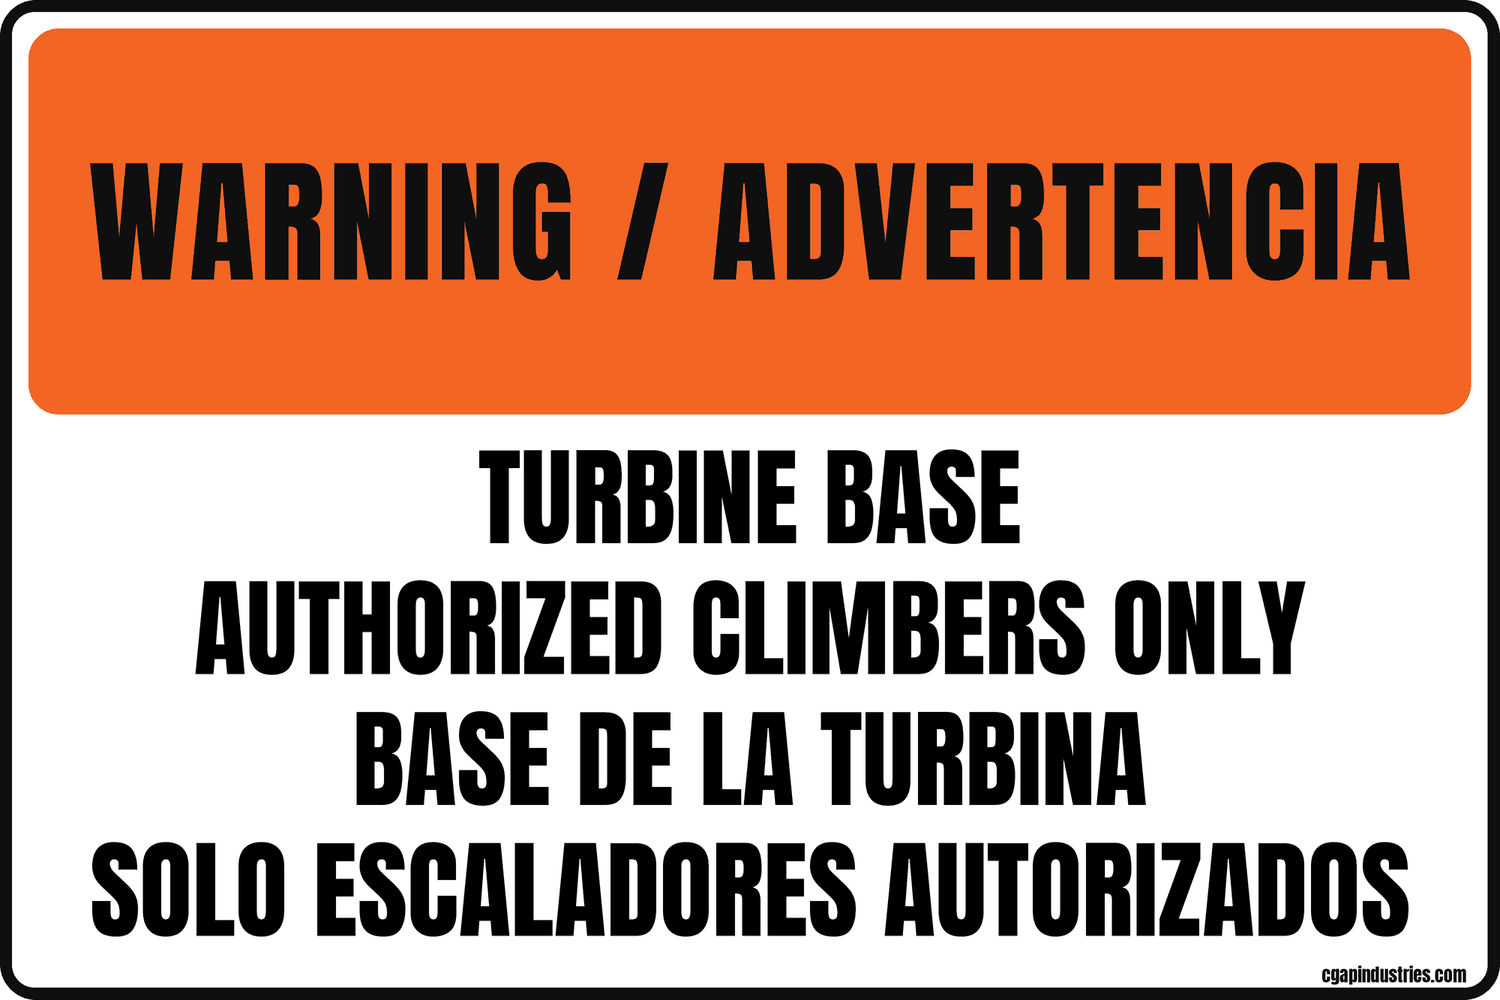 WARNING / ADVERTENCIA
TURBINE BASE
AUTHORIZED CLIMBERS ONLY
BASE DE LA TURBINA
SOLO ESCALADORES AUTORIZADOS
cgapindustries.com